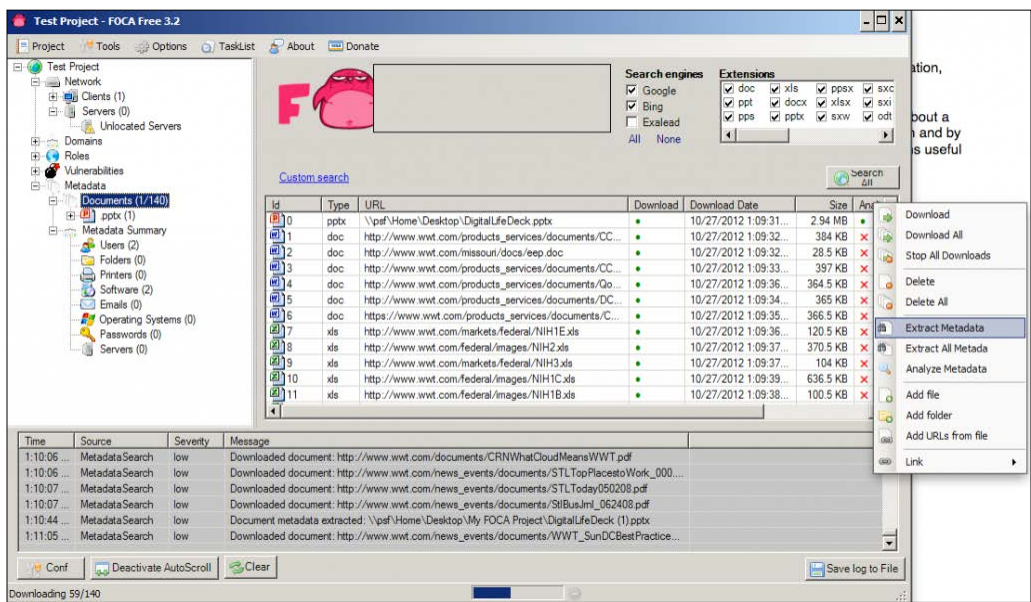 Test Project - FOCA Free 3.2
Project Tools Options TaskList About Donate
Test Project
Network
Clients (1)
Servers (0)
Unlocated Servers
Domains
Roles
Vulnerabilities
Metadata
Documents (1/140)
.pptx (1)
Metadata Summary
Users (2)
Folders (0)
Printers (0)
Software (2)
Emails (0)
Operating Systems (0)
Passwords (0)
Servers (0)
F
Search engines
Google
Bing
Exalead
All None
Extensions
doc xls ppsx sxc
ppt docx xlsx sxi
pps pptx sxw odt
Custom search
Search All
Id Type URL Download Download Date Size
0 pptx \\psf\Home\Desktop\DigitalLifeDeck.pptx 10/27/2012 1:09:31... 2.94 MB
1 doc http://www.wwt.com/products_services/documents/CC... 10/27/2012 1:09:32... 384 KB
2 doc http://www.wwt.com/missouri/docs/eep.doc 10/27/2012 1:09:32... 28.5 KB
3 doc http://www.wwt.com/products_services/documents/CC... 10/27/2012 1:09:33... 397 KB
4 doc http://www.wwt.com/products_services/documents/Qo... 10/27/2012 1:09:36... 364.5 KB
5 doc http://www.wwt.com/products_services/documents/DC... 10/27/2012 1:09:34... 365 KB
6 doc https://www.wwt.com/products_services/documents/C... 10/27/2012 1:09:35... 366.5 KB
7 xls http://www.wwt.com/markets/federal/NIH1E.xls 10/27/2012 1:09:36... 120.5 KB
8 xls http://www.wwt.com/federal/images/NIH2.xls 10/27/2012 1:09:37... 370.5 KB
9 xls http://www.wwt.com/markets/federal/NIH3.xls 10/27/2012 1:09:37... 104 KB
10 xls http://www.wwt.com/federal/images/NIH1C.xls 10/27/2012 1:09:39... 636.5 KB
11 xls http://www.wwt.com/federal/images/NIH1B.xls 10/27/2012 1:09:38... 100.5 KB
Download
Download All
Stop All Downloads
Delete
Delete All
Extract Metadata
Extract All Metada
Analyze Metadata
Add file
Add folder
Add URLs from file
Link
ation,
bout a
and by
useful
Time Source Severity Message
1:10:06 ... MetadataSearch low Downloaded document: http://www.wwt.com/documents/CRNWhatCloudMeansWWT.pdf
1:10:06 ... MetadataSearch low Downloaded document: http://www.wwt.com/news_events/documents/STLTopPlacestoWork_000....
1:10:07 ... MetadataSearch low Downloaded document: http://www.wwt.com/news_events/documents/STLToday050208.pdf
1:10:07 ... MetadataSearch low Downloaded document: http://www.wwt.com/news_events/documents/StlBusJrnl_062408.pdf
1:10:44 ... MetadataSearch low Document metadata extracted: \\psf\Home\Desktop\My FOCA Project\DigitalLifeDeck (1).pptx
1:11:05 ... MetadataSearch low Downloaded document: http://www.wwt.com/news_events/documents/WWT_SunDCBestPractice...
Conf Deactivate AutoScroll Clear Save log to File
Downloading 59/140